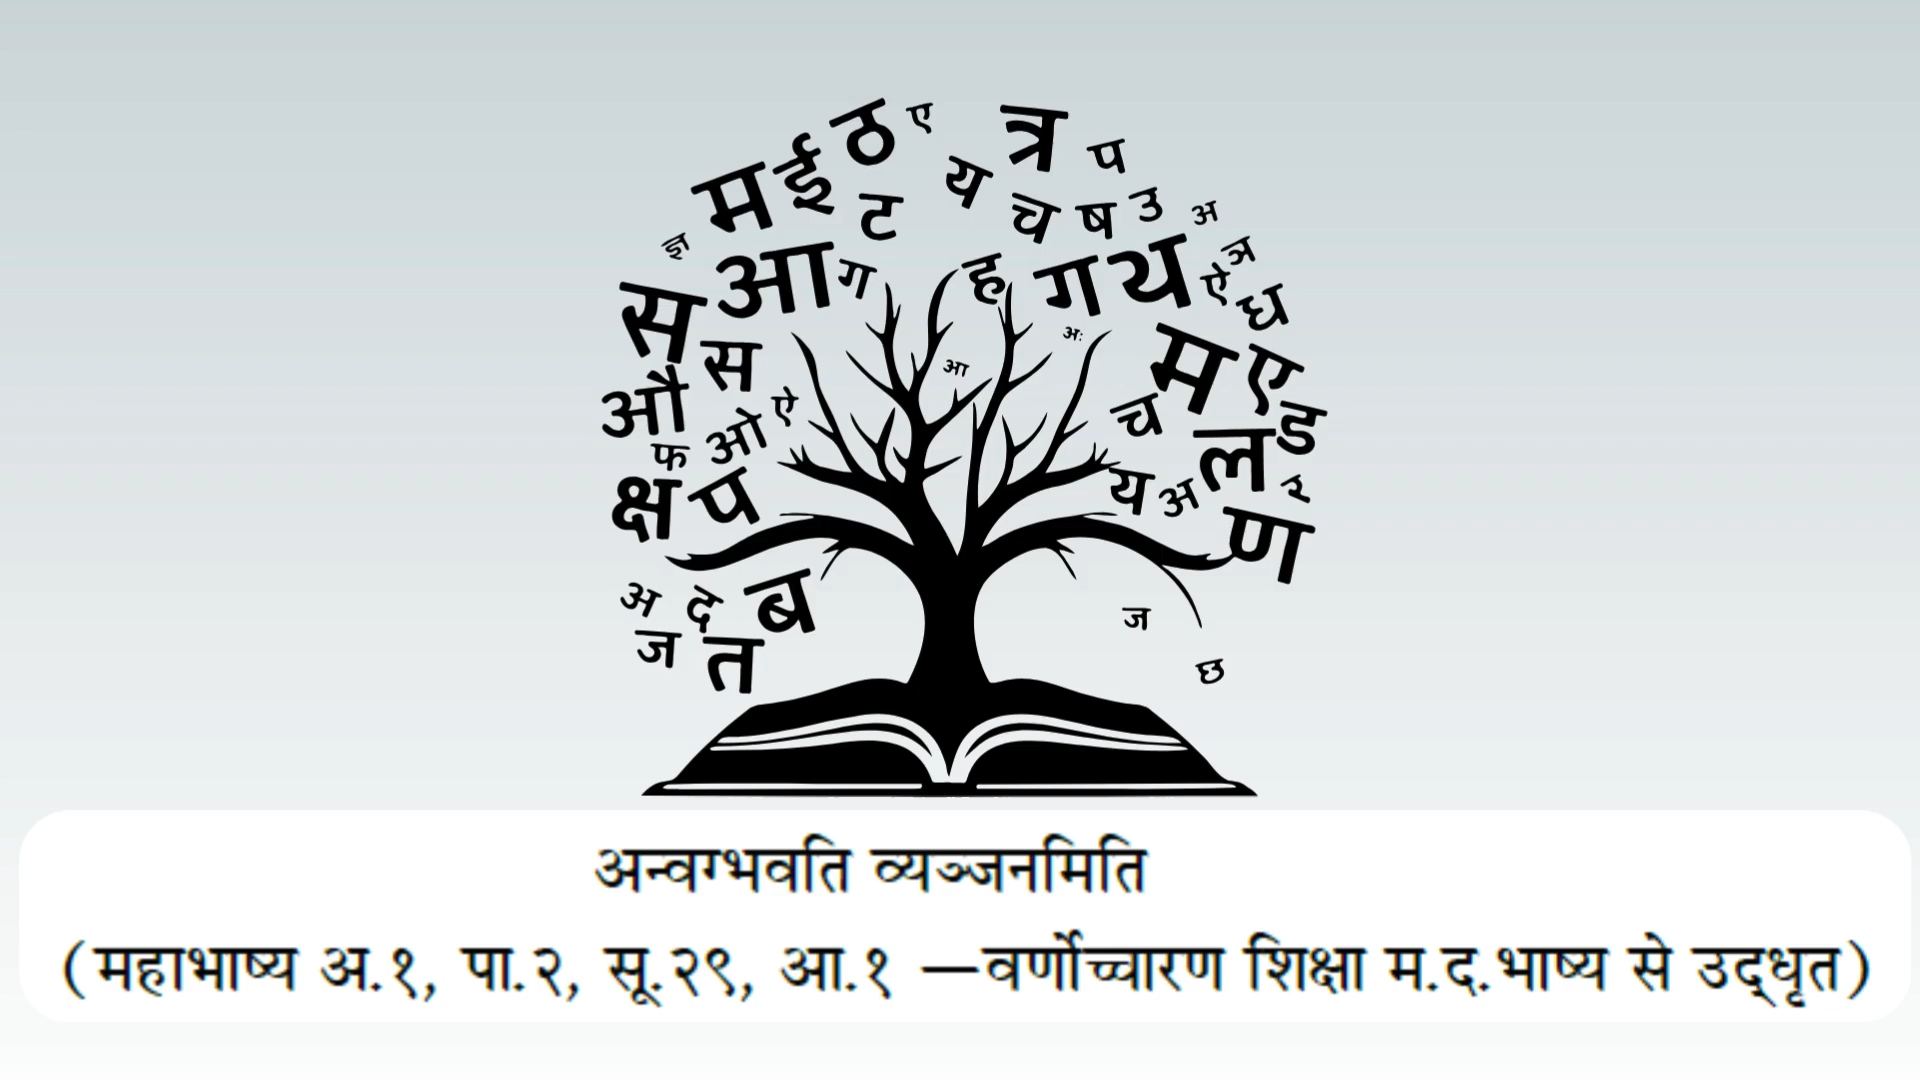 ठ ए त्र प
म ई ट य च ष उ अ
ज्ञ आ ग ह ग थ ञ ऐ ध
स स अः म ए
औ ऐ आ च ड
फ ओ ल
क्ष प य अ र
ण
अ द ब ज
ज त छ
अन्वग्भवति व्यञ्जनमिति
(महाभाष्य अ.१, पा.२, सू.२९, आ.१ —वर्णोच्चारण शिक्षा म.द.भाष्य से उद्धृत)